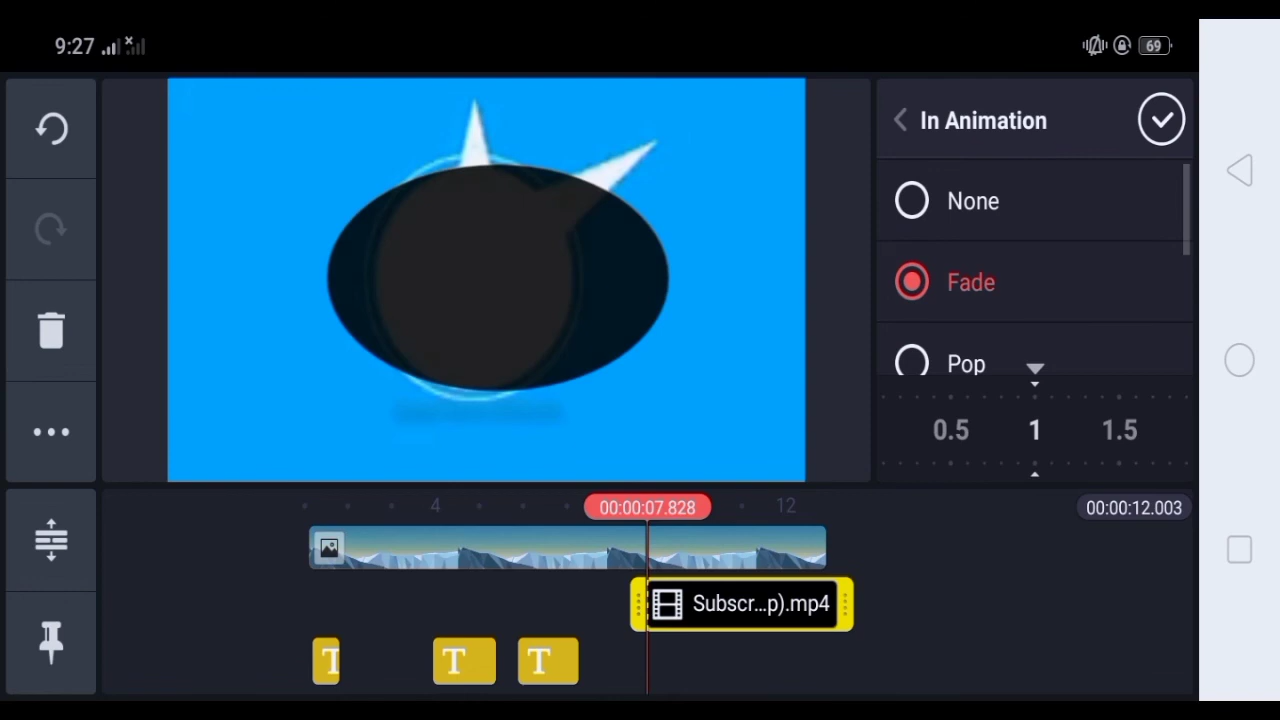 9:27
69
In Animation
None
Fade
Pop
0.5 1 1.5
4 00:00:07.828 12 00:00:12.003
Subscr...p).mp4
T T T